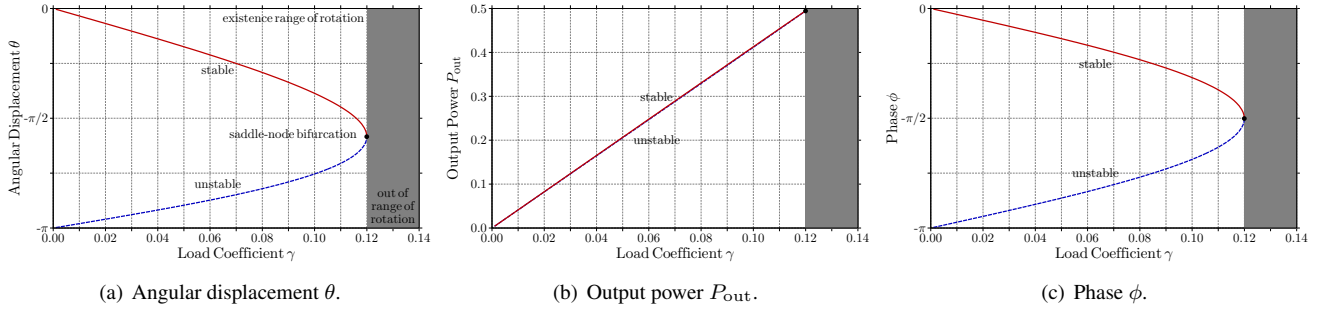 0
-π/2
-π
Angular Displacement θ
existence range of rotation
stable
saddle-node bifurcation
unstable
out of
range of
rotation
0.00 0.02 0.04 0.06 0.08 0.10 0.12 0.14
Load Coefficient γ
(a) Angular displacement θ.
0.5
0.4
0.3
0.2
0.1
0.0
Output Power Pout
stable
unstable
0.00 0.02 0.04 0.06 0.08 0.10 0.12 0.14
Load Coefficient γ
(b) Output power Pout.
0
-π/2
-π
Phase ϕ
stable
unstable
0.00 0.02 0.04 0.06 0.08 0.10 0.12 0.14
Load Coefficient γ
(c) Phase ϕ.